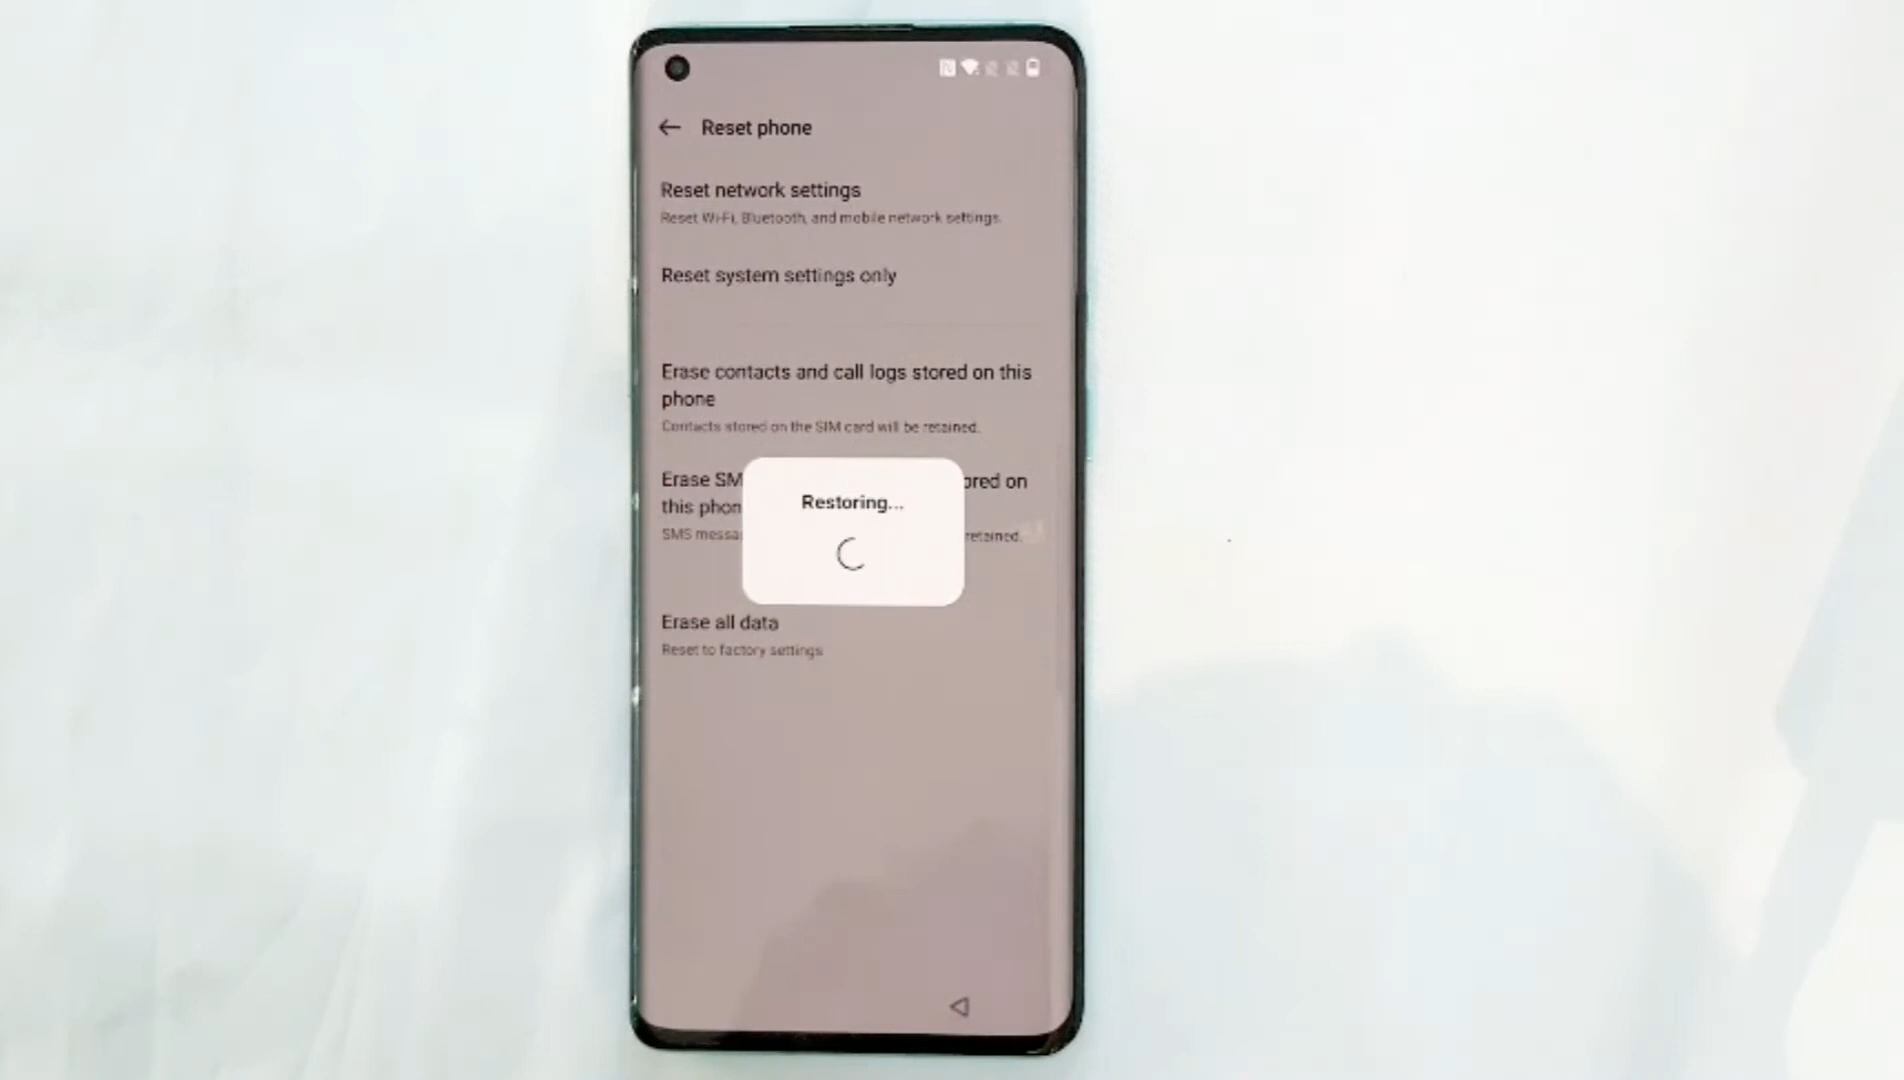 Reset phone
Reset network settings
Reset Wi-Fi, Bluetooth, and mobile network settings.
Reset system settings only
Erase contacts and call logs stored on this
phone
Contacts stored on the SIM card will be retained.
Erase SM
ored on
this phon
Restoring...
SMS messa
retained.
Erase all data
Reset to factory settings